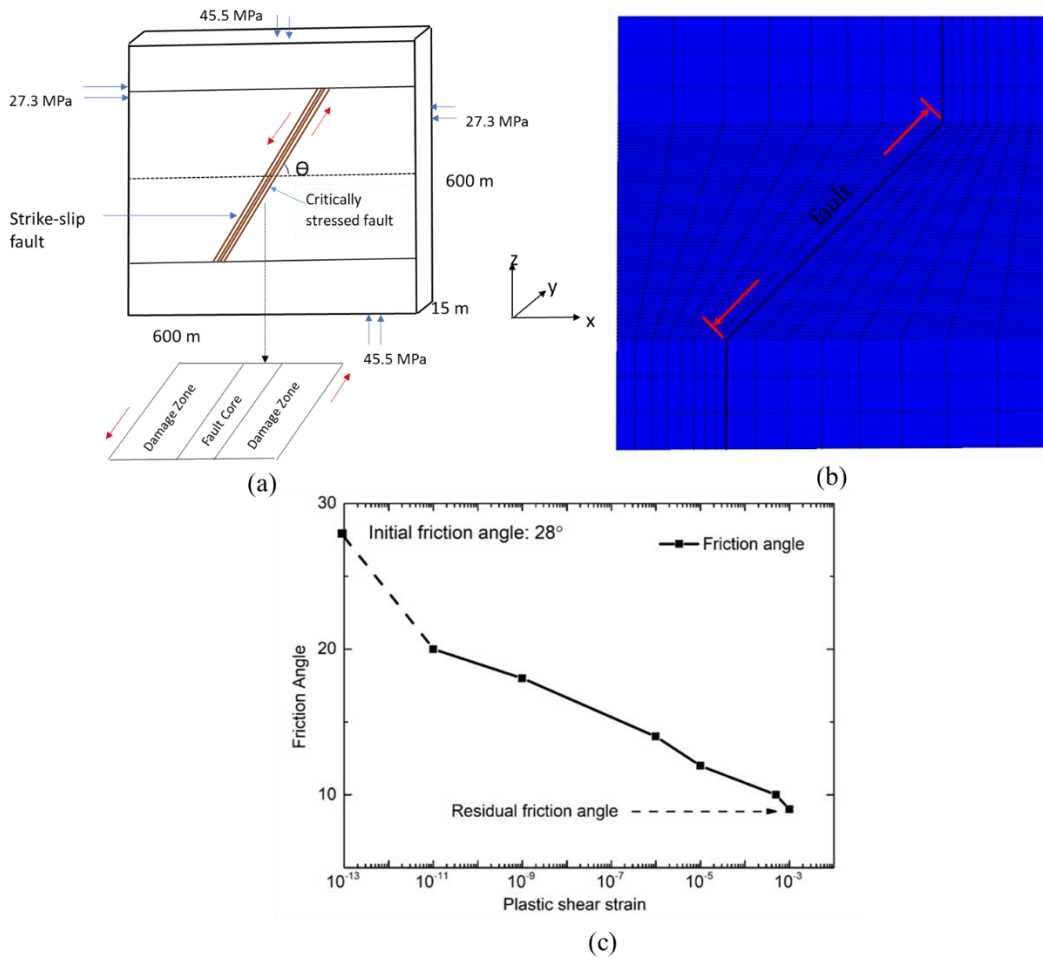 45.5 MPa
27.3 MPa
27.3 MPa
Θ
600 m
Critically
stressed fault
Strike-slip
fault
z
y
x
15 m
600 m
45.5 MPa
Damage Zone
Fault Core
Damage Zone
(a)
fault
(b)
30
Initial friction angle: 28°
Friction angle
20
Friction Angle
10
Residual friction angle
10⁻¹³ 10⁻¹¹ 10⁻⁹ 10⁻⁷ 10⁻⁵ 10⁻³
Plastic shear strain
(c)